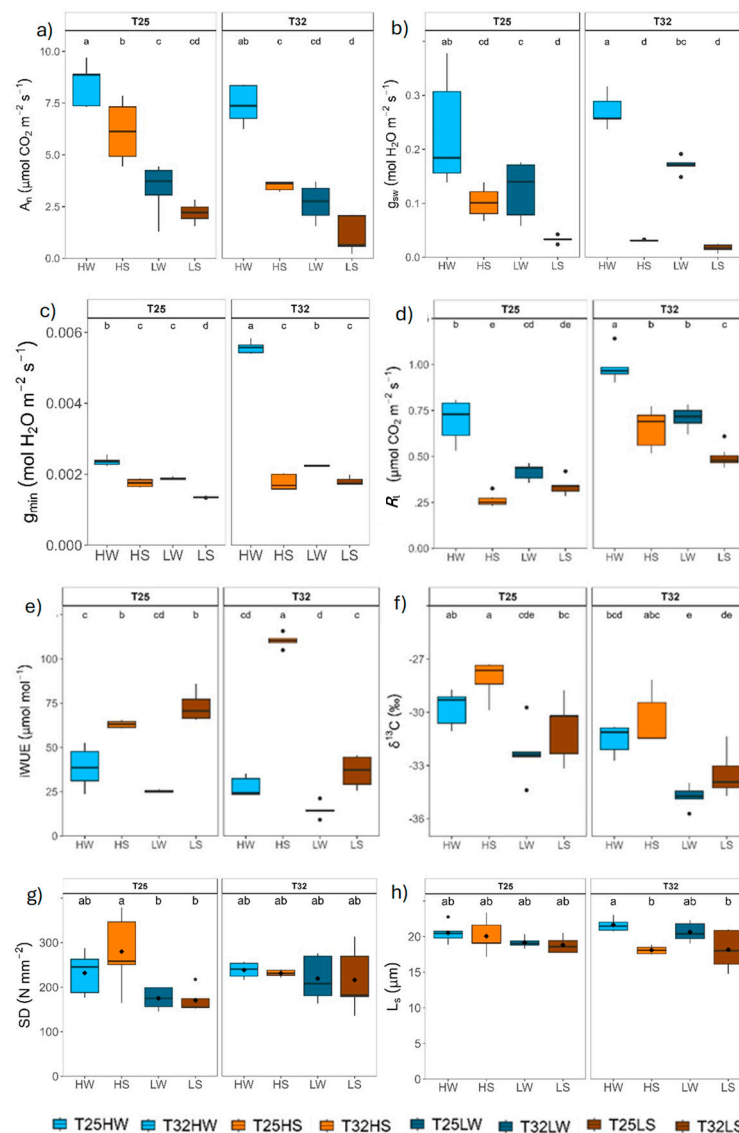 a)
T25 T32
a b c cd ab c cd d
A_n (µmol CO₂ m⁻² s⁻¹)
10.0
7.5
5.0
2.5
0.0
HW HS LW LS HW HS LW LS
b)
T25 T32
ab cd c d a d bc d
g_sw (mol H₂O m⁻² s⁻¹)
0.3
0.2
0.1
0.0
HW HS LW LS HW HS LW LS
c)
T25 T32
b c c d a c b c
g_min (mol H₂O m⁻² s⁻¹)
0.006
0.004
0.002
0.000
HW HS LW LS HW HS LW LS
d)
T25 T32
b e cd de a b b c
R_L (µmol CO₂ m⁻² s⁻¹)
1.00
0.75
0.50
0.25
0.00
HW HS LW LS HW HS LW LS
e)
T25 T32
c b cd b cd a d c
iWUE (µmol mol⁻¹)
100
75
50
25
0
HW HS LW LS HW HS LW LS
f)
T25 T32
ab a cde bc bcd abc e de
δ¹³C (‰)
-27
-30
-33
-36
HW HS LW LS HW HS LW LS
g)
T25 T32
ab a b b ab ab ab ab
SD (N mm⁻²)
300
200
100
0
HW HS LW LS HW HS LW LS
h)
T25 T32
ab ab ab ab a b ab b
L_s (µm)
20
15
10
5
0
HW HS LW LS HW HS LW LS
T25HW T32HW T25HS T32HS T25LW T32LW T25LS T32LS